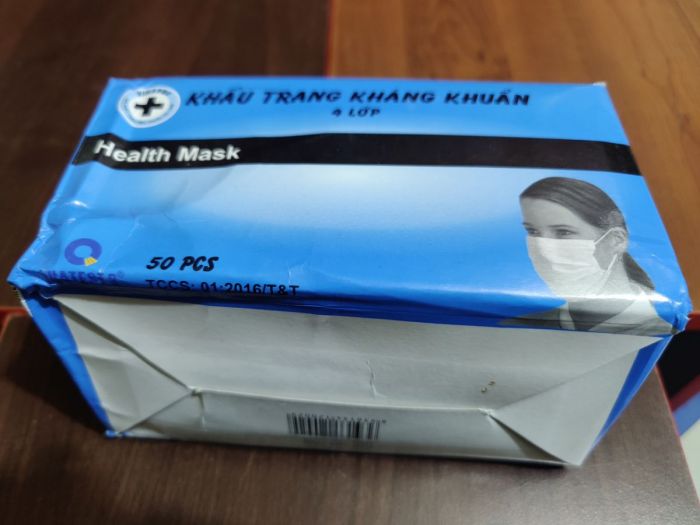 KHẨU TRANG KHÁNG KHUẨN
4 LỚP
Health Mask
50 PCS
TCCS: 01:2016/T&T